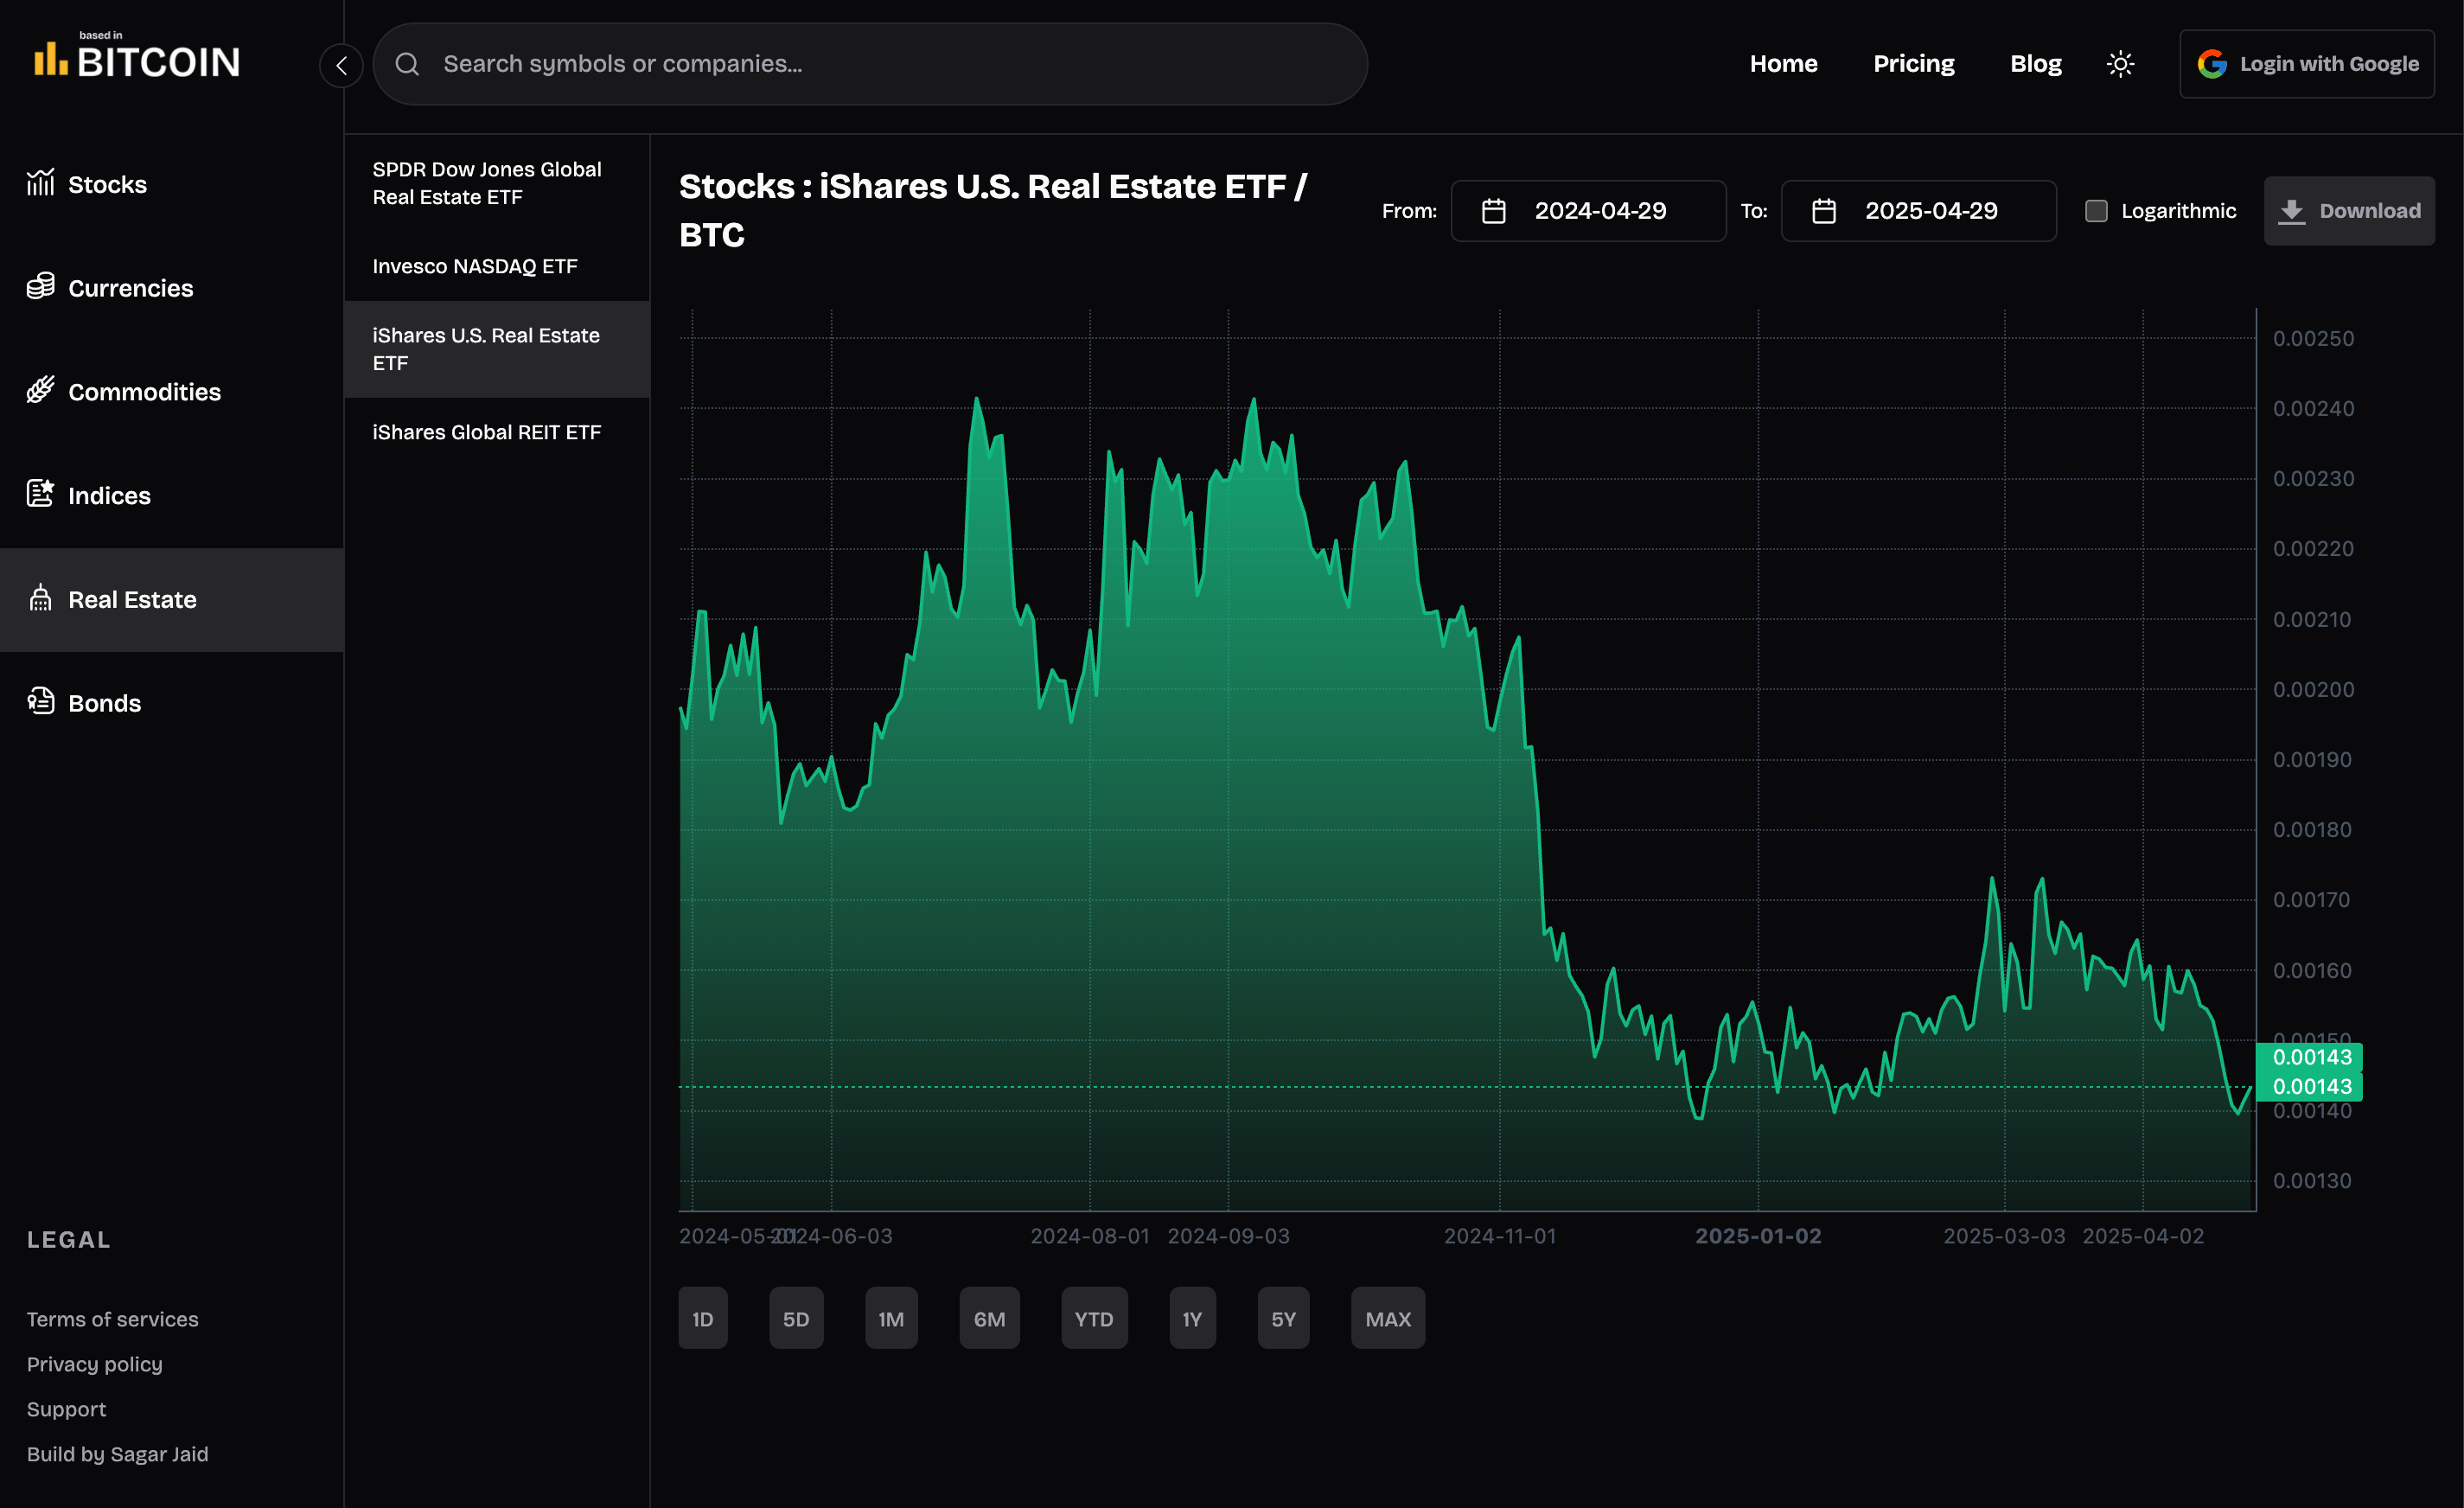 based in
BITCOIN
Search symbols or companies...
Home
Pricing
Blog
Login with Google
Stocks
Currencies
Commodities
Indices
Real Estate
Bonds
LEGAL
Terms of services
Privacy policy
Support
Build by Sagar Jaid
SPDR Dow Jones Global
Real Estate ETF
Invesco NASDAQ ETF
iShares U.S. Real Estate
ETF
iShares Global REIT ETF
Stocks : iShares U.S. Real Estate ETF /
BTC
From:
2024-04-29
To:
2025-04-29
Logarithmic
Download
0.00250
0.00240
0.00230
0.00220
0.00210
0.00200
0.00190
0.00180
0.00170
0.00160
0.00150
0.00143
0.00143
0.00140
0.00130
2024-05-01
2024-06-03
2024-08-01
2024-09-03
2024-11-01
2025-01-02
2025-03-03
2025-04-02
1D
5D
1M
6M
YTD
1Y
5Y
MAX